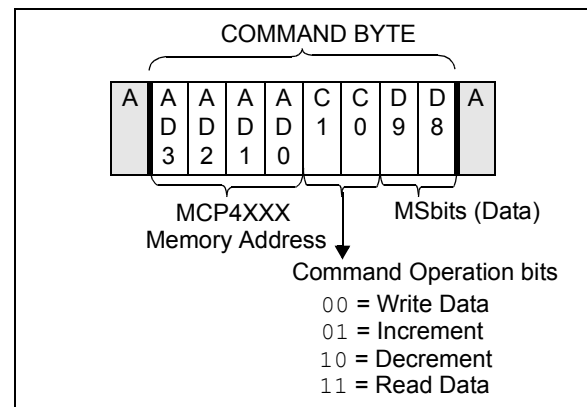 COMMAND BYTE
A A A A A C C D D A
D D D D 1 0 9 8
3 2 1 0
MCP4XXX MSbits (Data)
Memory Address
Command Operation bits
00 = Write Data
01 = Increment
10 = Decrement
11 = Read Data